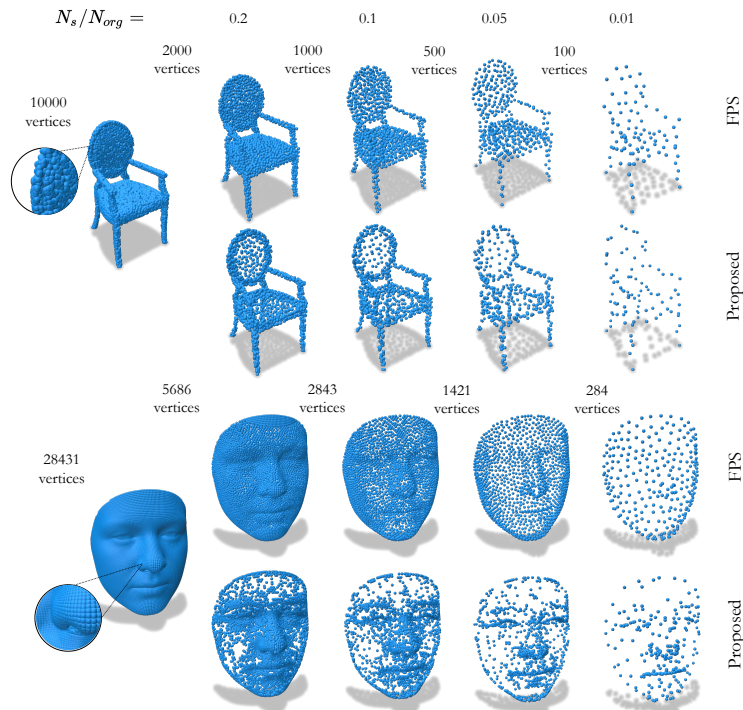 N_s/N_org = 0.2 0.1 0.05 0.01
2000 vertices
1000 vertices
500 vertices
100 vertices
FPS
10000 vertices
Proposed
5686 vertices
2843 vertices
1421 vertices
284 vertices
FPS
28431 vertices
Proposed